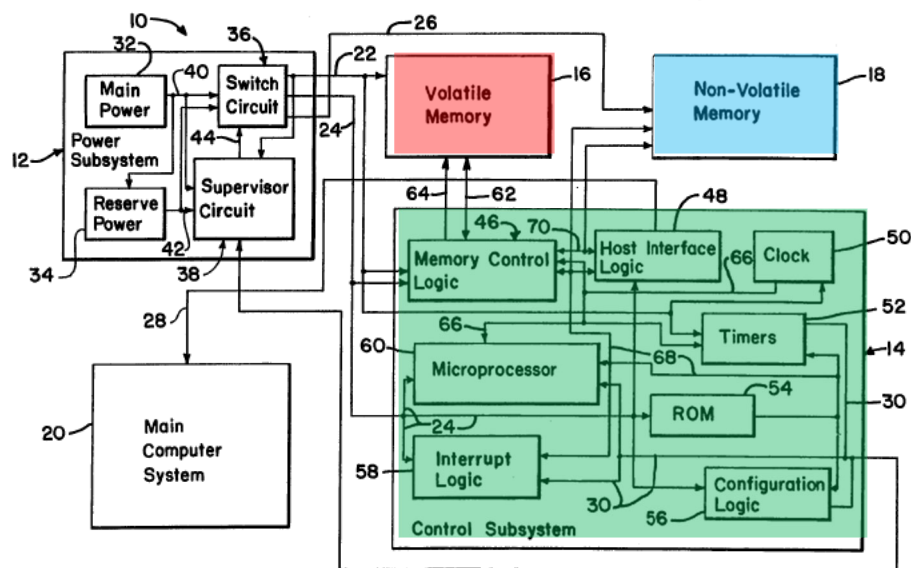 10
26
32
36
22
Main
Power
40
Switch
Circuit
Volatile
Memory
16
Non-Volatile
Memory
18
24
44
12
Power
Subsystem
Reserve
Power
Supervisor
Circuit
42
34
38
64
62
46
70
48
Memory Control
Logic
Host Interface
Logic
Clock
50
66
28
66
52
Timers
14
60
Microprocessor
68
54
30
20
Main
Computer
System
24
ROM
58
Interrupt
Logic
30
Configuration
Logic
56
Control Subsystem